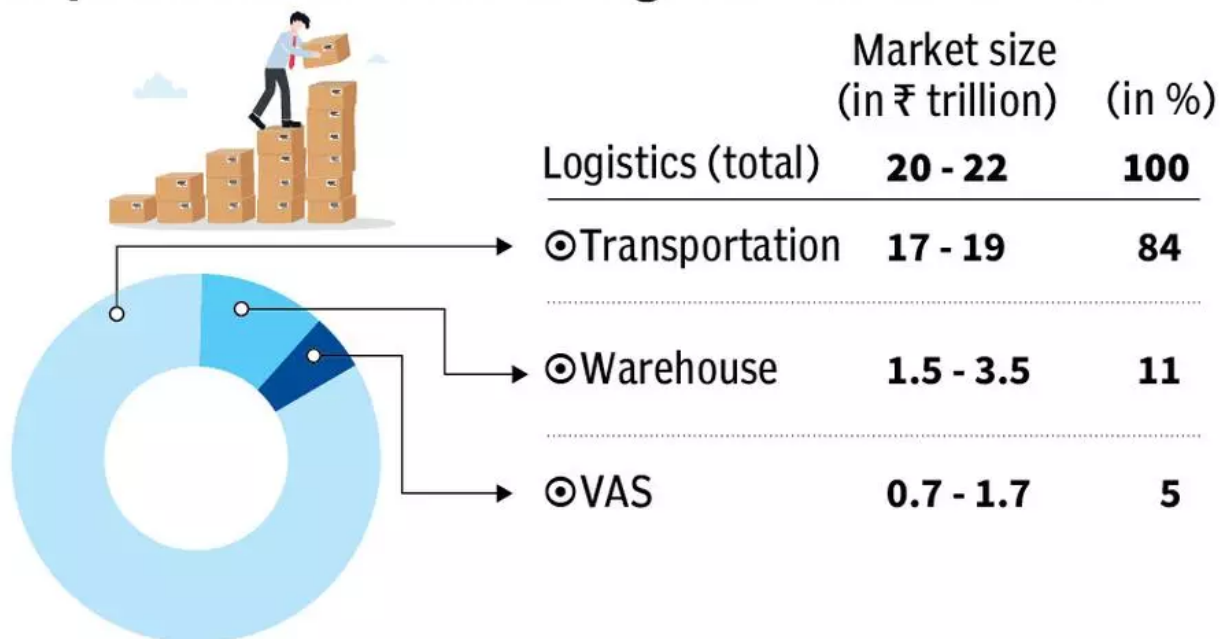 Market size
(in ₹ trillion) (in %)
Logistics (total) 20 - 22 100
Transportation 17 - 19 84
Warehouse 1.5 - 3.5 11
VAS 0.7 - 1.7 5